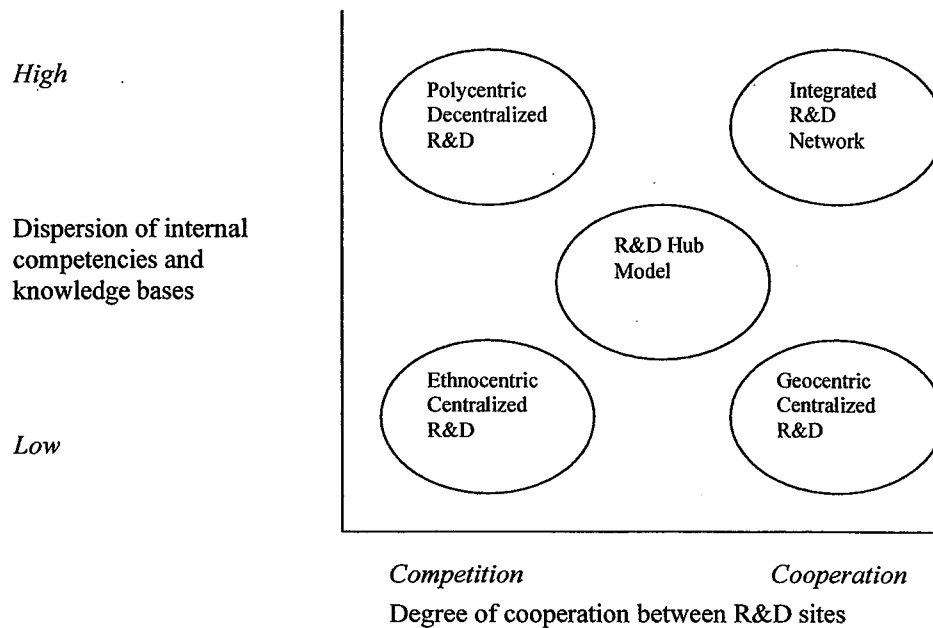 High
Polycentric
Decentralized
R&D
Integrated
R&D
Network
Dispersion of internal
competencies and
knowledge bases
R&D Hub
Model
Ethnocentric
Centralized
R&D
Geocentric
Centralized
R&D
Low
Competition
Cooperation
Degree of cooperation between R&D sites